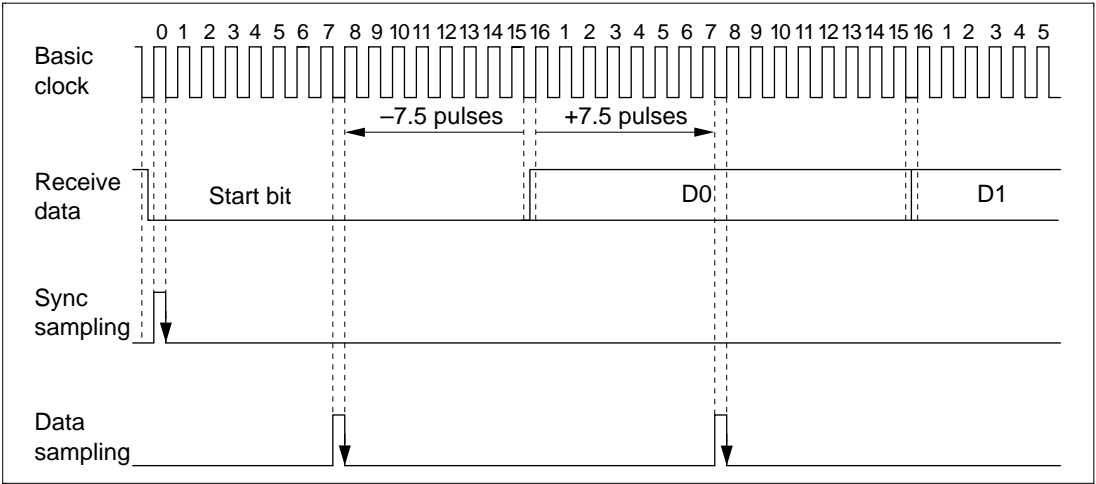 0 1 2 3 4 5 6 7 8 9 10 11 12 13 14 15 16 1 2 3 4 5 6 7 8 9 10 11 12 13 14 15 16 1 2 3 4 5
Basic
clock
–7.5 pulses +7.5 pulses
Receive
data
Start bit D0 D1
Sync
sampling
Data
sampling